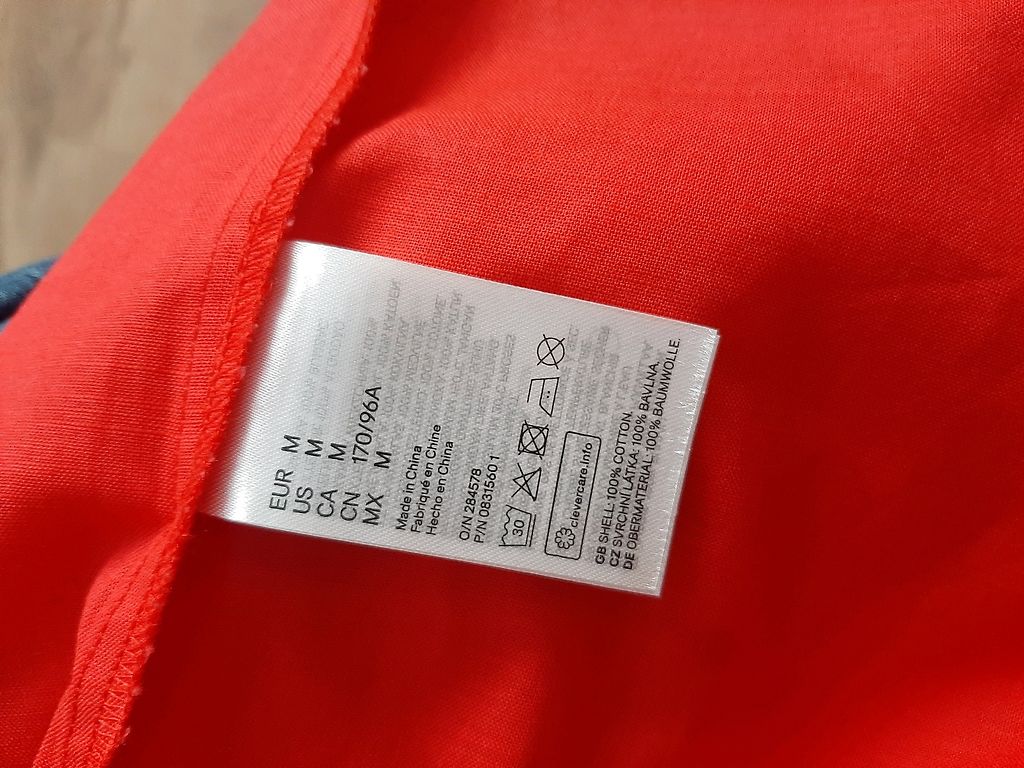 EUR M
US M
CA M
CN 170/96A
MX M
Made in China
Fabriqué en Chine
Hecho en China
O/N 284578
P/N 0831560 1
30
clevercare.info
GB SHELL: 100% COTTON.
CZ SVRCHNÍ LÁTKA: 100% BAVLNA.
DE OBERMATERIAL: 100% BAUMWOLLE.